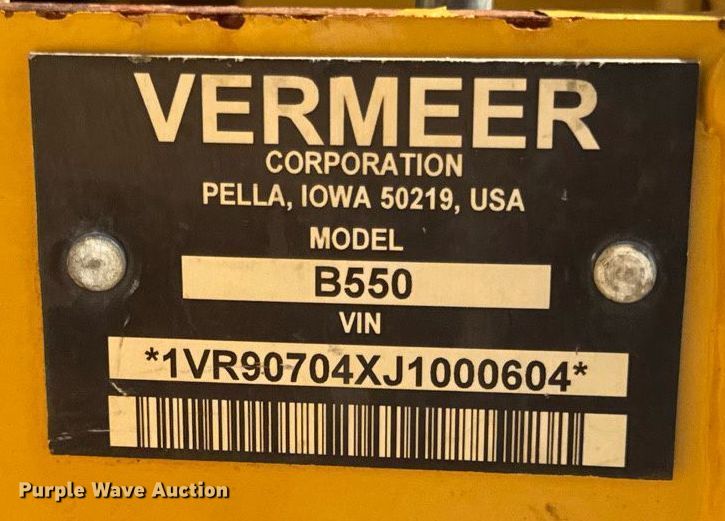 VERMEER
CORPORATION
PELLA, IOWA 50219, USA
MODEL
B550
VIN
*1VR90704XJ1000604*
Purple Wave Auction